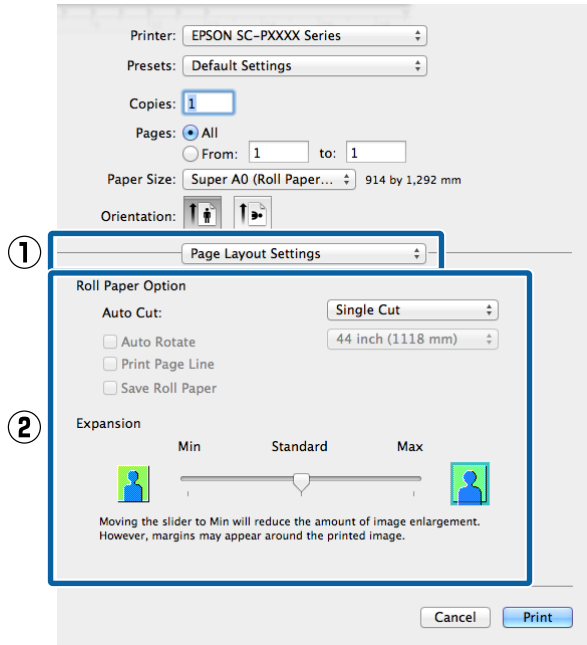 Printer: EPSON SC-PXXXX Series
Presets: Default Settings
Copies: 1
Pages: All
From: 1 to: 1
Paper Size: Super A0 (Roll Paper... 914 by 1,292 mm
Orientation:
1
Page Layout Settings
Roll Paper Option
Auto Cut: Single Cut
Auto Rotate 44 inch (1118 mm)
Print Page Line
Save Roll Paper
2
Expansion
Min Standard Max
Moving the slider to Min will reduce the amount of image enlargement.
However, margins may appear around the printed image.
Cancel Print